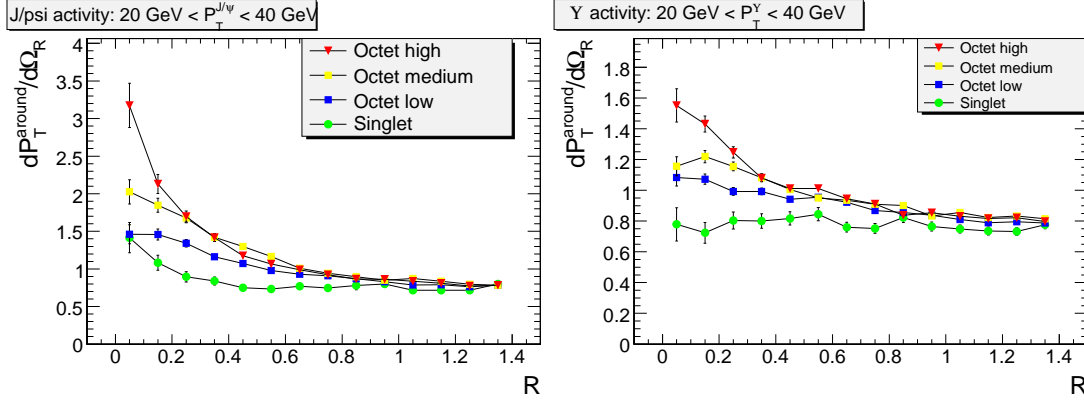 J/psi activity: 20 GeV < P_T^{J/ψ} < 40 GeV
dP_T^{around}/dΩ_R
4
3.5
3
2.5
2
1.5
1
0.5
0
0 0.2 0.4 0.6 0.8 1 1.2 1.4
R
Octet high
Octet medium
Octet low
Singlet
ϒ activity: 20 GeV < P_T^ϒ < 40 GeV
dP_T^{around}/dΩ_R
1.8
1.6
1.4
1.2
1
0.8
0.6
0.4
0.2
0
0 0.2 0.4 0.6 0.8 1 1.2 1.4
R
Octet high
Octet medium
Octet low
Singlet